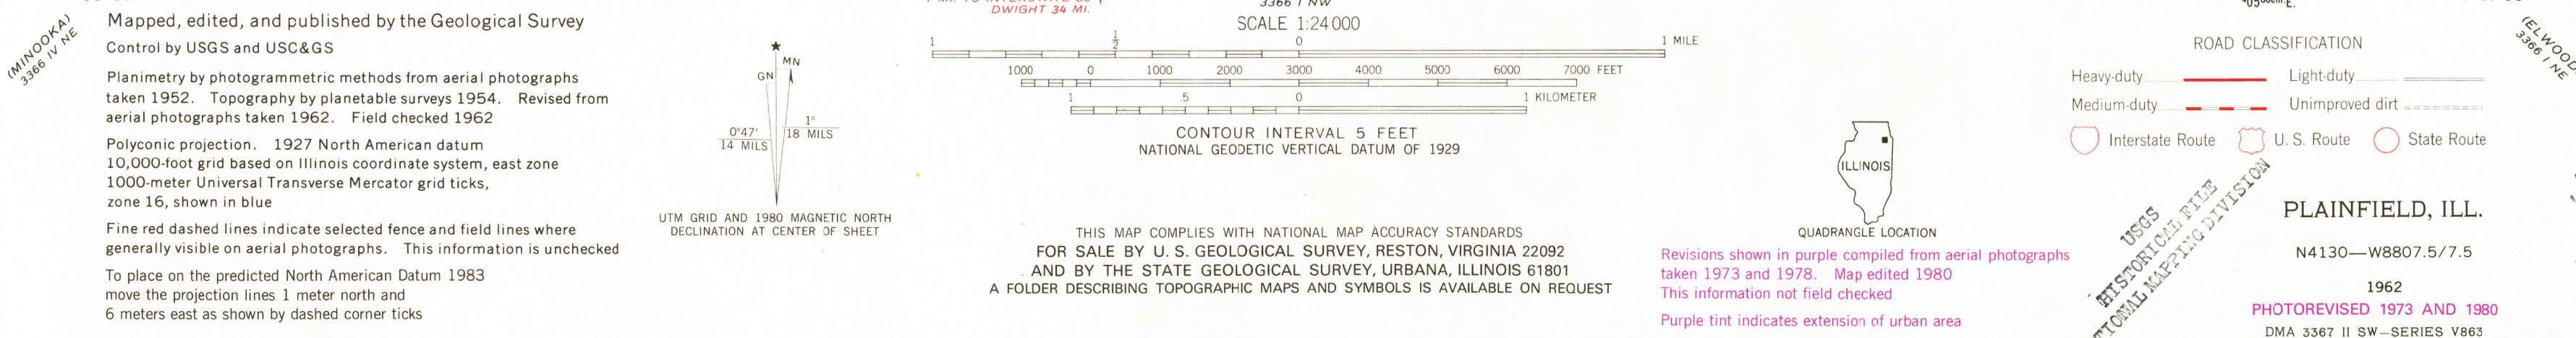 (MINOOKA)
3366 IV NE
Mapped, edited, and published by the Geological Survey
Control by USGS and USC&GS
Planimetry by photogrammetric methods from aerial photographs
taken 1952. Topography by planetable surveys 1954. Revised from
aerial photographs taken 1962. Field checked 1962
Polyconic projection. 1927 North American datum
10,000-foot grid based on Illinois coordinate system, east zone
1000-meter Universal Transverse Mercator grid ticks,
zone 16, shown in blue
Fine red dashed lines indicate selected fence and field lines where
generally visible on aerial photographs. This information is unchecked
To place on the predicted North American Datum 1983
move the projection lines 1 meter north and
6 meters east as shown by dashed corner ticks
★
GN
MN
0°47'
14 MILS
1°
18 MILS
UTM GRID AND 1980 MAGNETIC NORTH
DECLINATION AT CENTER OF SHEET
DWIGHT 34 MI.
3366 I NW
SCALE 1:24 000
1 1/2 0 1 MILE
1000 0 1000 2000 3000 4000 5000 6000 7000 FEET
1 .5 0 1 KILOMETER
CONTOUR INTERVAL 5 FEET
NATIONAL GEODETIC VERTICAL DATUM OF 1929
THIS MAP COMPLIES WITH NATIONAL MAP ACCURACY STANDARDS
FOR SALE BY U. S. GEOLOGICAL SURVEY, RESTON, VIRGINIA 22092
AND BY THE STATE GEOLOGICAL SURVEY, URBANA, ILLINOIS 61801
A FOLDER DESCRIBING TOPOGRAPHIC MAPS AND SYMBOLS IS AVAILABLE ON REQUEST
ILLINOIS
QUADRANGLE LOCATION
Revisions shown in purple compiled from aerial photographs
taken 1973 and 1978. Map edited 1980
This information not field checked
Purple tint indicates extension of urban area
ROAD CLASSIFICATION
Heavy-duty Light-duty
Medium-duty Unimproved dirt
Interstate Route U. S. Route State Route
(ELWOOD
3366 I NE
USGS
HISTORICAL FILE
TIONAL MAPPING DIVISION
PLAINFIELD, ILL.
N4130—W8807.5/7.5
1962
PHOTOREVISED 1973 AND 1980
DMA 3367 II SW—SERIES V863